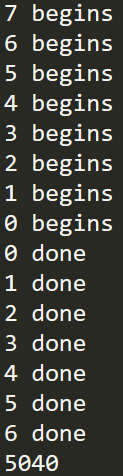 7 begins
6 begins
5 begins
4 begins
3 begins
2 begins
1 begins
0 begins
0 done
1 done
2 done
3 done
4 done
5 done
6 done
5040